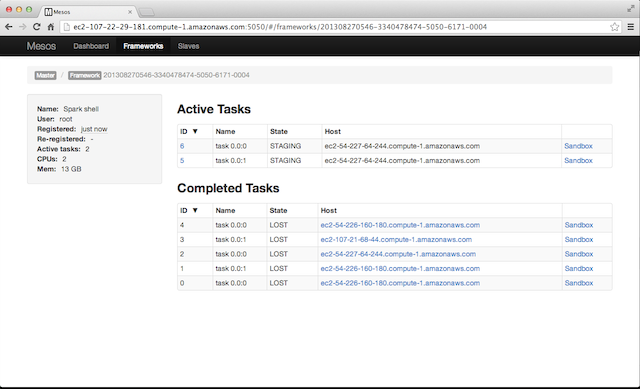 Mesos
ec2-107-22-29-181.compute-1.amazonaws.com:5050/#/frameworks/201308270546-3340478474-5050-6171-0004
Mesos Dashboard Frameworks Slaves
Master / Framework 201308270546-3340478474-5050-6171-0004
Name: Spark shell
User: root
Registered: just now
Re-registered: -
Active tasks: 2
CPUs: 2
Mem: 13 GB
Active Tasks
ID ▼ Name State Host
6 task 0.0:0 STAGING ec2-54-227-64-244.compute-1.amazonaws.com Sandbox
5 task 0.0:1 STAGING ec2-54-227-64-244.compute-1.amazonaws.com Sandbox
Completed Tasks
ID ▼ Name State Host
4 task 0.0:0 LOST ec2-54-226-160-180.compute-1.amazonaws.com Sandbox
3 task 0.0:1 LOST ec2-107-21-68-44.compute-1.amazonaws.com Sandbox
2 task 0.0:0 LOST ec2-54-227-64-244.compute-1.amazonaws.com Sandbox
1 task 0.0:1 LOST ec2-54-226-160-180.compute-1.amazonaws.com Sandbox
0 task 0.0:0 LOST ec2-54-226-160-180.compute-1.amazonaws.com Sandbox